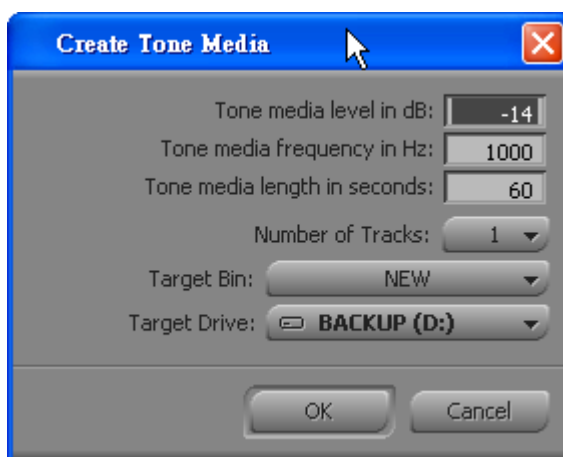 Create Tone Media
Tone media level in dB: -14
Tone media frequency in Hz: 1000
Tone media length in seconds: 60
Number of Tracks: 1
Target Bin: NEW
Target Drive: BACKUP (D:)
OK Cancel